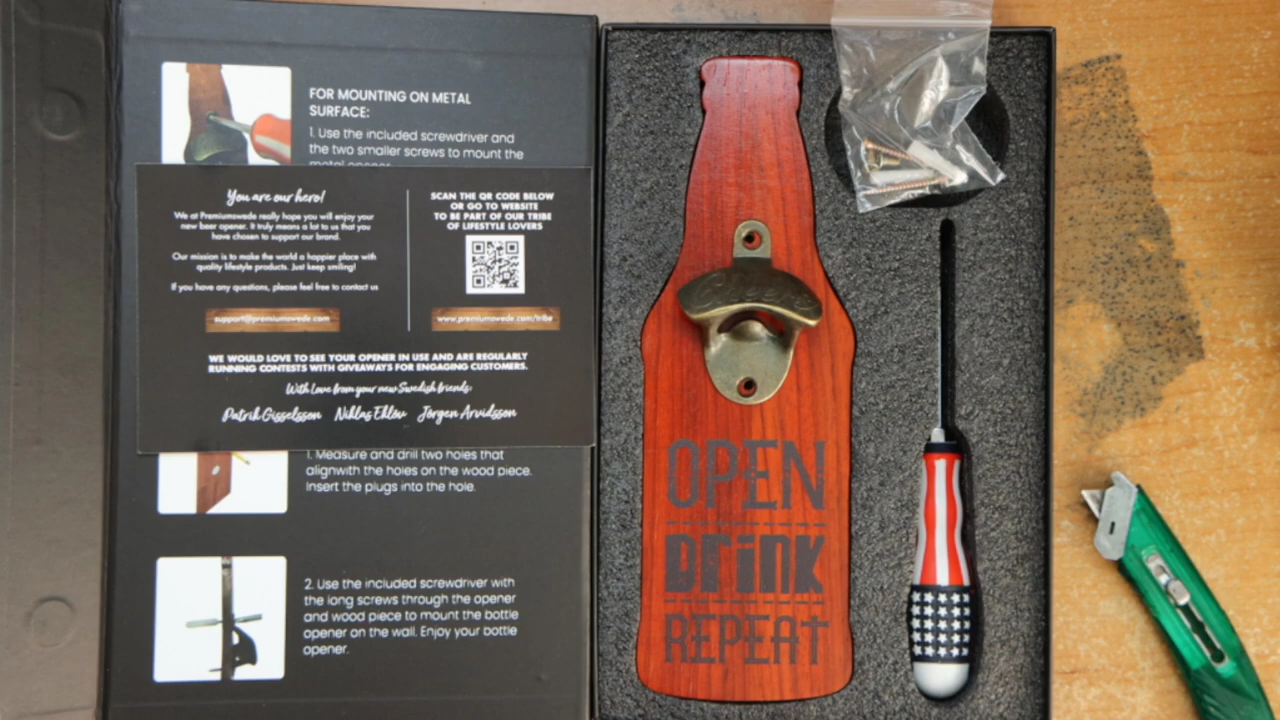 FOR MOUNTING ON METAL
SURFACE:
1. Use the included screwdriver and
the two smaller screws to mount the
metal opener
You are our hero!
We at Premiumswede really hope you will enjoy your
new beer opener. It truly means a lot to us that you
have chosen to support our brand.
Our mission is to make the world a happier place with
quality lifestyle products. Just keep smiling!
If you have any questions, please feel free to contact us
support@premiumswede.com
SCAN THE QR CODE BELOW
OR GO TO WEBSITE
TO BE PART OF OUR TRIBE
OF LIFESTYLE LOVERS
www.premiumswede.com/tribe
WE WOULD LOVE TO SEE YOUR OPENER IN USE AND ARE REGULARLY
RUNNING CONTESTS WITH GIVEAWAYS FOR ENGAGING CUSTOMERS.
With Love from your new Swedish friends:
Patrik Gisselsson Niklas Eklöv Jörgen Arvidsson
1. Measure and drill two holes that
alignwith the holes on the wood piece.
Insert the plugs into the hole.
2. Use the included screwdriver with
the long screws through the opener
and wood piece to mount the bottle
opener on the wall. Enjoy your bottle
opener.
OPEN
DRINK
REPEAT